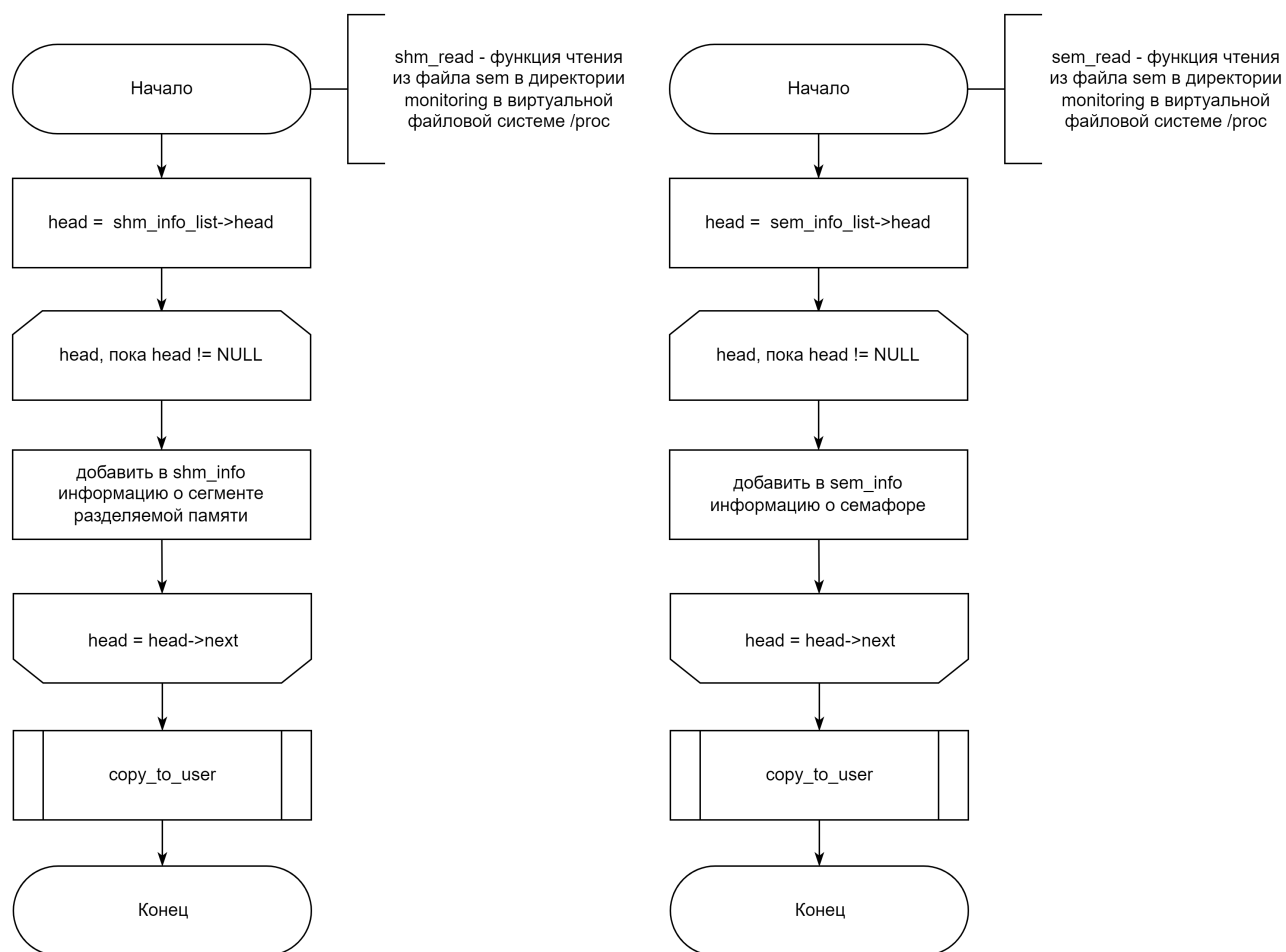 Начало
shm_read - функция чтения
из файла sem в директории
monitoring в виртуальной
файловой системе /proc
head =  shm_info_list->head
head, пока head != NULL
добавить в shm_info
информацию о сегменте
разделяемой памяти
head = head->next
copy_to_user
Конец
Начало
sem_read - функция чтения
из файла sem в директории
monitoring в виртуальной
файловой системе /proc
head =  sem_info_list->head
head, пока head != NULL
добавить в sem_info
информацию о семафоре
head = head->next
copy_to_user
Конец